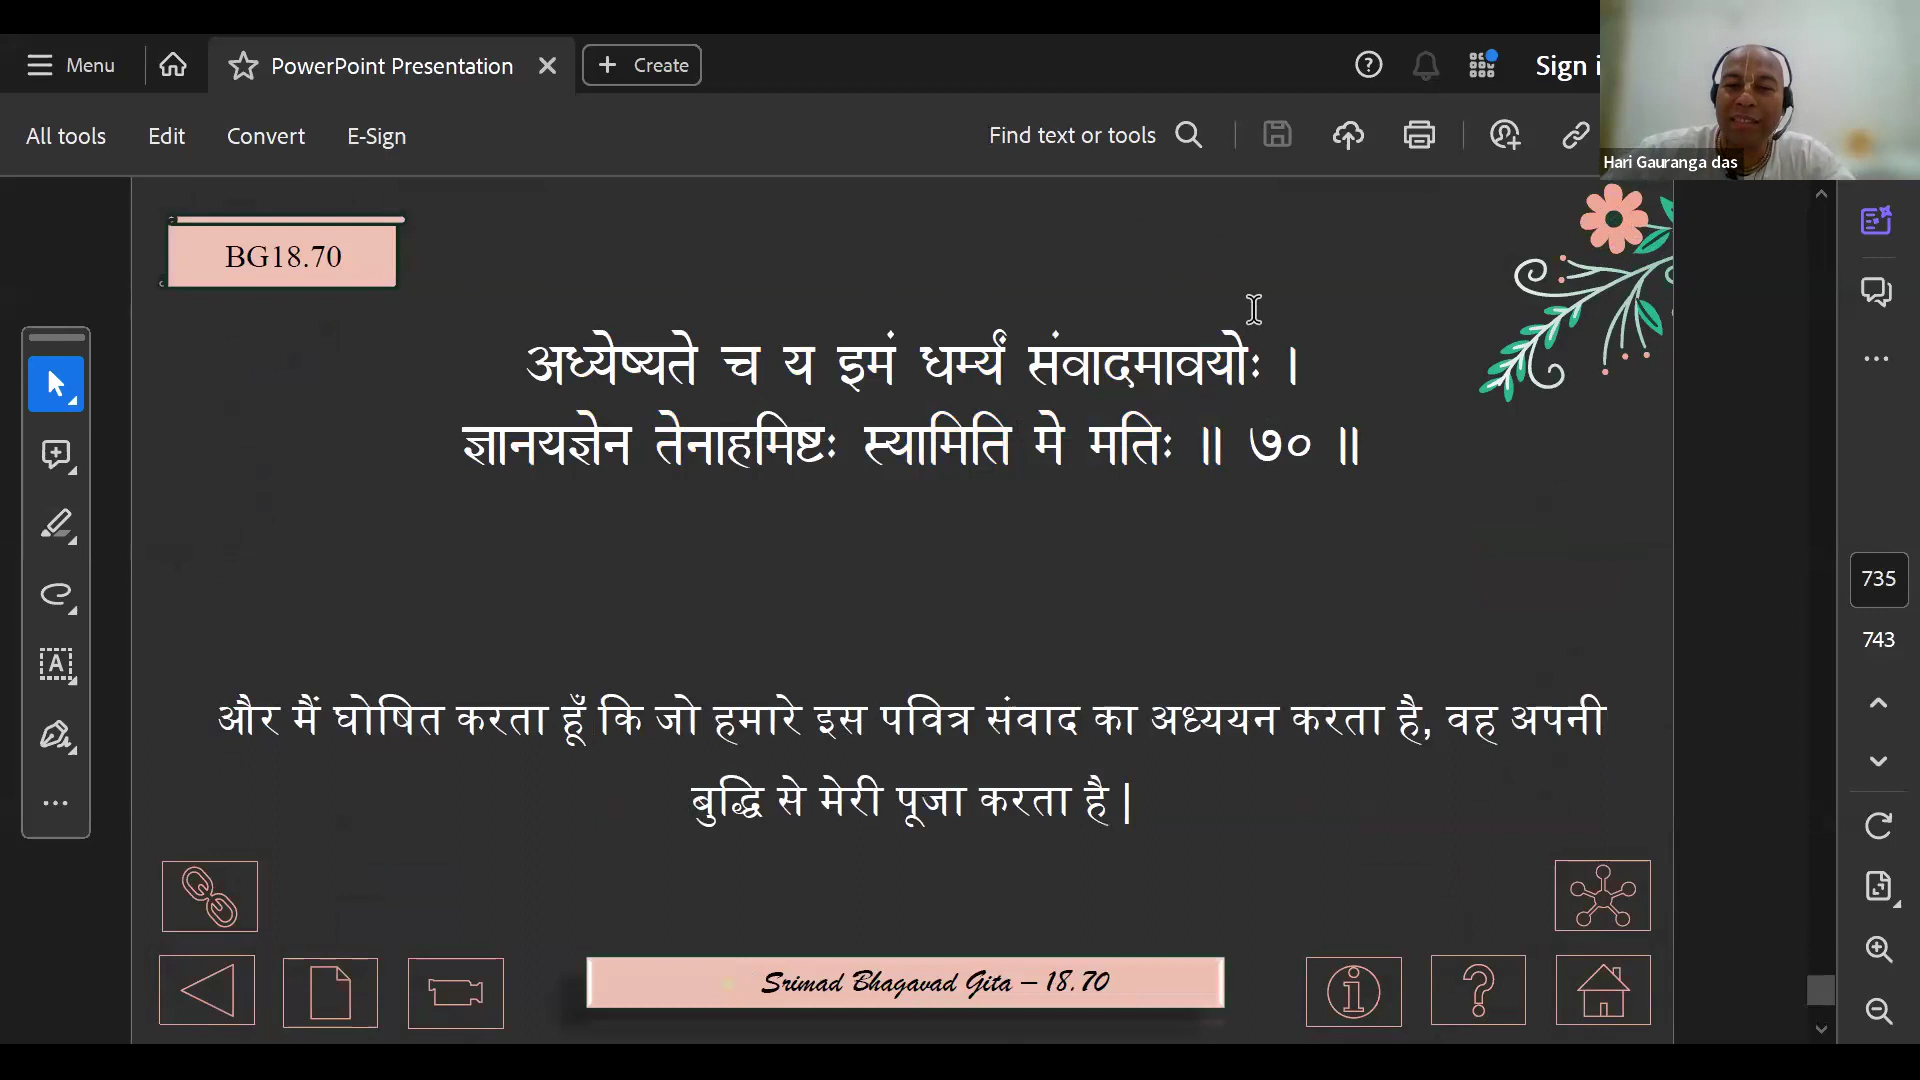 Menu
PowerPoint Presentation
Create
Sign i
All tools
Edit
Convert
E-Sign
Find text or tools
Hari Gauranga das
BG18.70
अध्येष्यते च य इमं धर्म्यं संवादमावयोः ।
ज्ञानयज्ञेन तेनाहमिष्टः स्यामिति मे मतिः ॥ ७० ॥
और मैं घोषित करता हूँ कि जो हमारे इस पवित्र संवाद का अध्ययन करता है, वह अपनी
बुद्धि से मेरी पूजा करता है |
735
743
Srimad Bhagavad Gita – 18.70